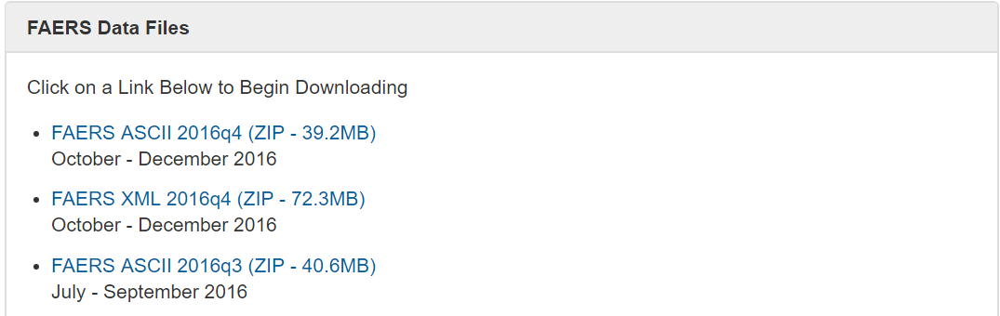 FAERS Data Files
Click on a Link Below to Begin Downloading
FAERS ASCII 2016q4 (ZIP - 39.2MB)
October - December 2016
FAERS XML 2016q4 (ZIP - 72.3MB)
October - December 2016
FAERS ASCII 2016q3 (ZIP - 40.6MB)
July - September 2016